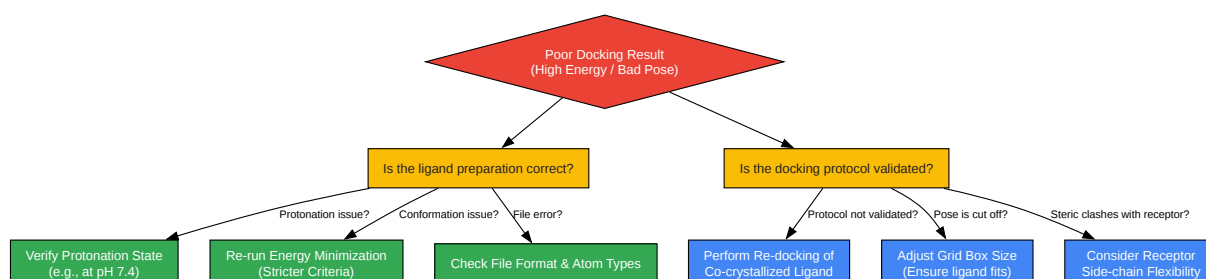 Poor Docking Result
(High Energy / Bad Pose)
Is the ligand preparation correct?
Is the docking protocol validated?
Protonation issue?
Conformation issue?
File error?
Protocol not validated?
Pose is cut off?
Steric clashes with receptor?
Verify Protonation State
(e.g., at pH 7.4)
Re-run Energy Minimization
(Stricter Criteria)
Check File Format & Atom Types
Perform Re-docking of
Co-crystallized Ligand
Adjust Grid Box Size
(Ensure ligand fits)
Consider Receptor
Side-chain Flexibility